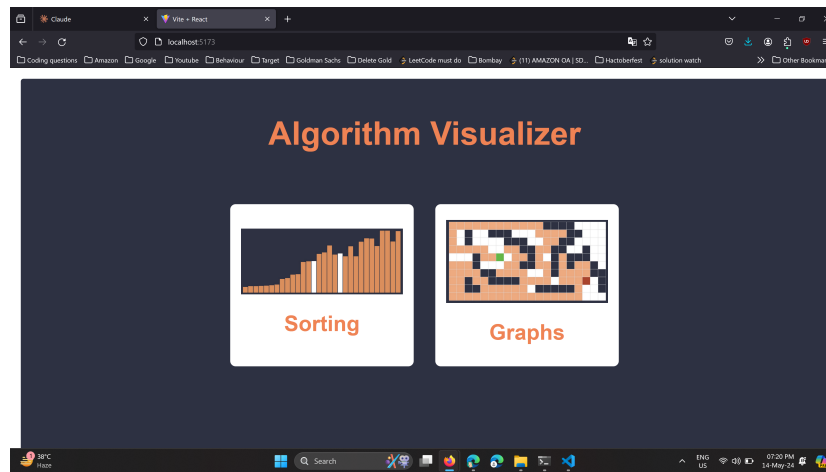 Claude
Vite + React
localhost:5173
Coding questions Amazon Google Youtube Behaviour Target Goldman Sachs Delete Gold LeetCode must do Bombay (11) AMAZON OA | SD... Hactoberfest solution watch Other Bookmar
Algorithm Visualizer
Sorting
Graphs
1
38°C
Haze
Search
ENG
US
07:20 PM
14-May-24